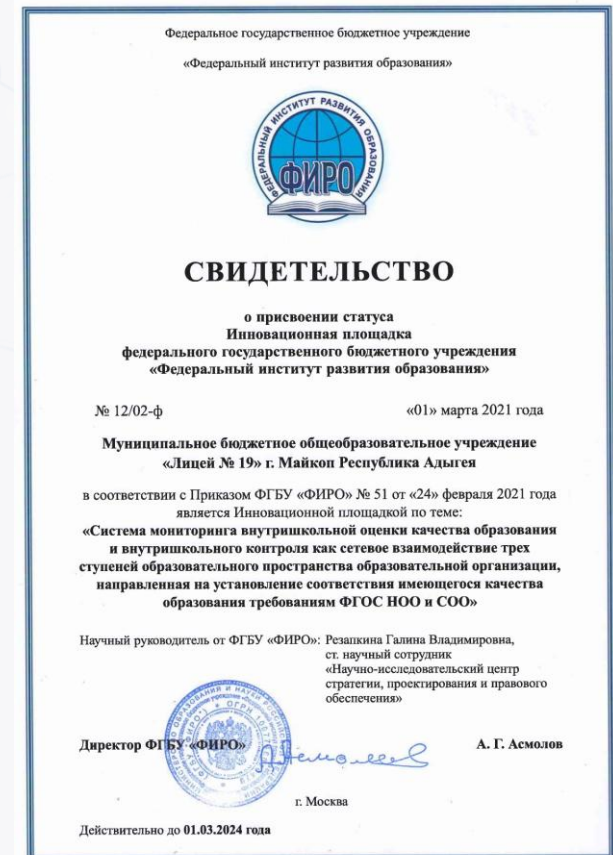 Федеральное государственное бюджетное учреждение
«Федеральный институт развития образования»
ФЕДЕРАЛЬНЫЙ ИНСТИТУТ РАЗВИТИЯ ОБРАЗОВАНИЯ
ФИРО
СВИДЕТЕЛЬСТВО
о присвоении статуса
Инновационная площадка
федерального государственного бюджетного учреждения
«Федеральный институт развития образования»
№ 12/02-ф «01» марта 2021 года
Муниципальное бюджетное общеобразовательное учреждение
«Лицей № 19» г. Майкоп Республика Адыгея
в соответствии с Приказом ФГБУ «ФИРО» № 51 от «24» февраля 2021 года
является Инновационной площадкой по теме:
«Система мониторинга внутришкольной оценки качества образования
и внутришкольного контроля как сетевое взаимодействие трех
ступеней образовательного пространства образовательной организации,
направленная на установление соответствия имеющегося качества
образования требованиям ФГОС НОО и СОО»
Научный руководитель от ФГБУ «ФИРО»: Резапкина Галина Владимировна,
ст. научный сотрудник
«Научно-исследовательский центр
стратегии, проектирования и правового
обеспечения»
Директор ФГБУ «ФИРО» А. Г. Асмолов
г. Москва
Действительно до 01.03.2024 года